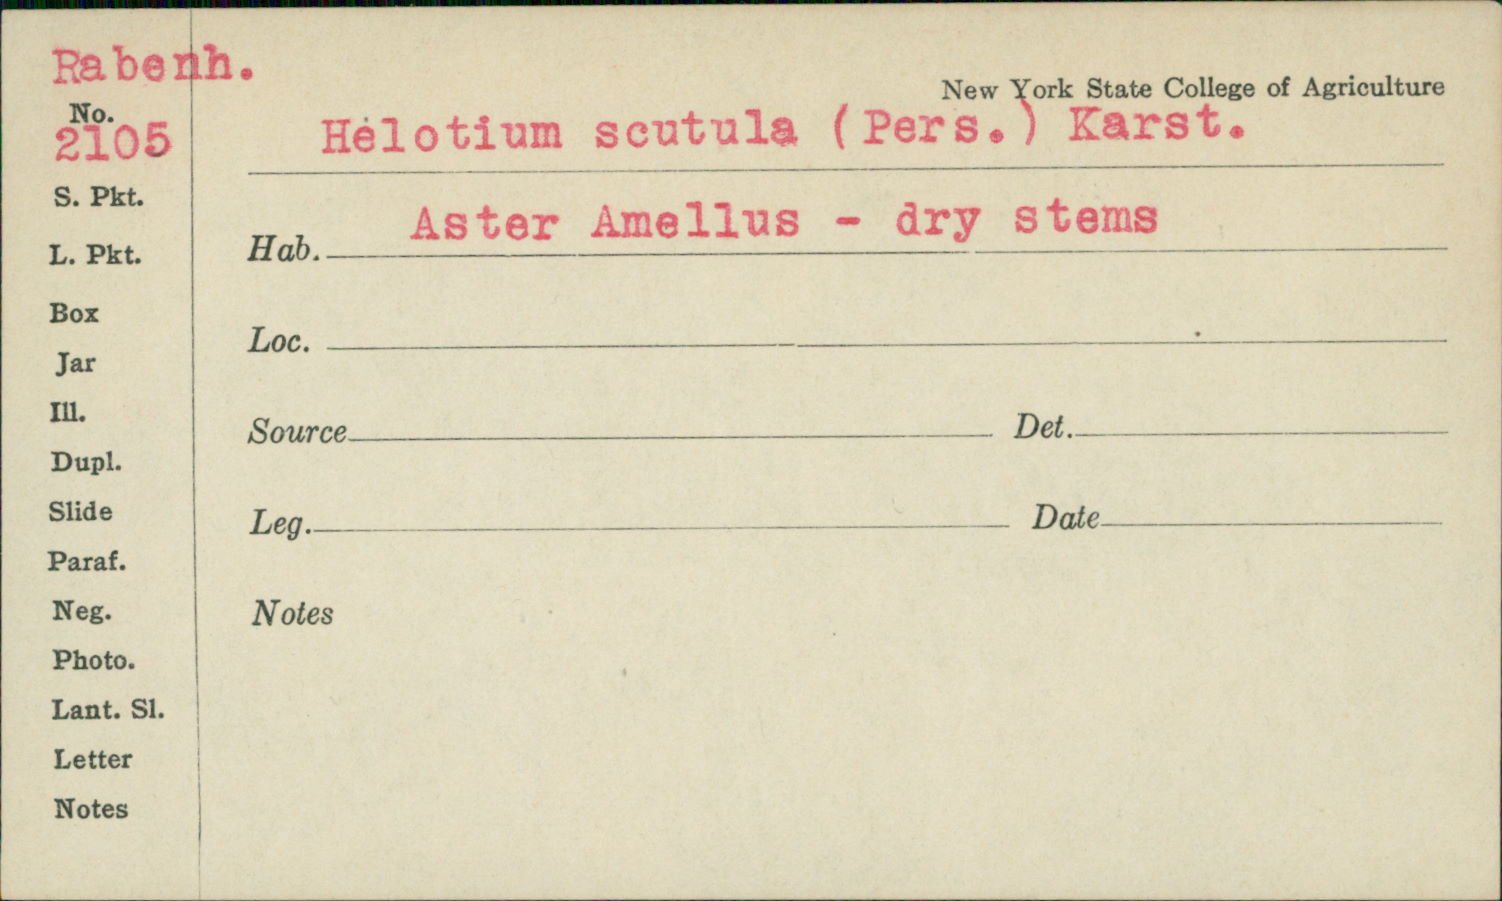 Rabenh.
New York State College of Agriculture
No.
2105
Helotium scutula (Pers.) Karst.
S. Pkt.
Hab. Aster Amellus - dry stems
L. Pkt.
Box
Loc.
Jar
Ill.
Source Det.
Dupl.
Slide
Leg. Date
Paraf.
Neg.
Notes
Photo.
Lant. Sl.
Letter
Notes